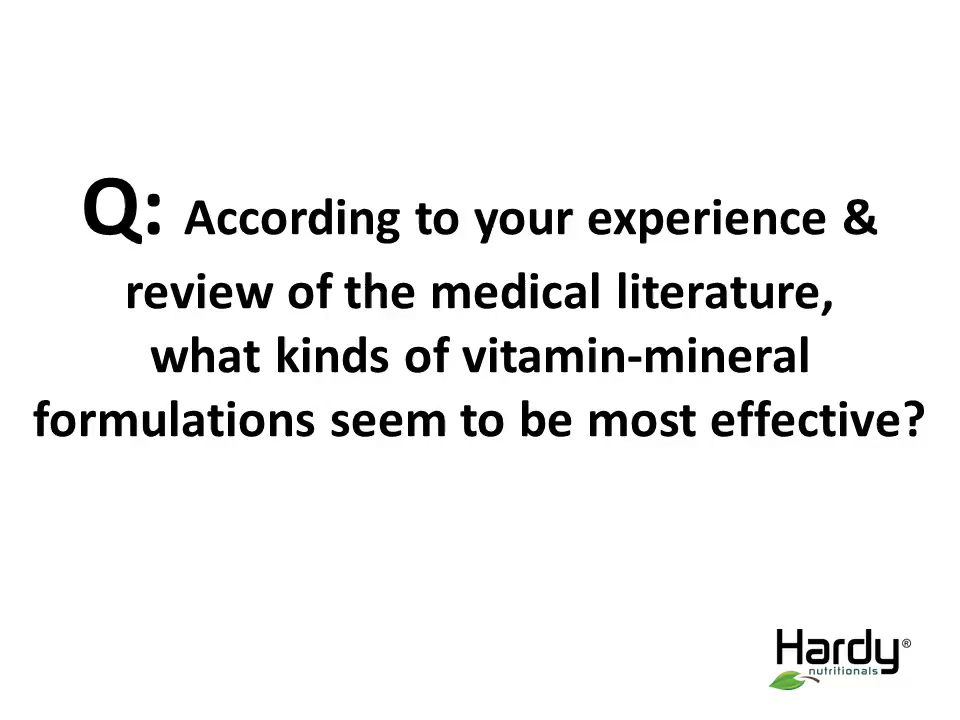 Q: According to your experience &
review of the medical literature,
what kinds of vitamin-mineral
formulations seem to be most effective?
Hardy®
nutritionals